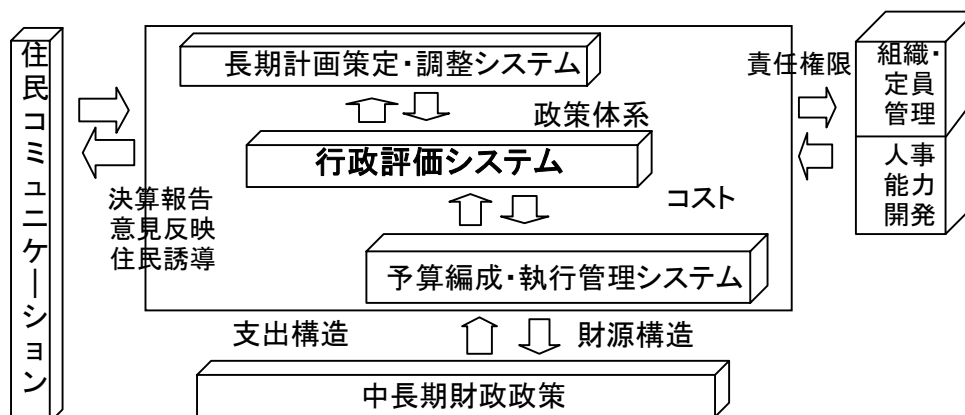 住民コミュニケーション
長期計画策定・調整システム
政策体系
行政評価システム
コスト
予算編成・執行管理システム
決算報告
意見反映
住民誘導
責任権限
組織・
定員
管理
人事
能力
開発
支出構造
財源構造
中長期財政政策